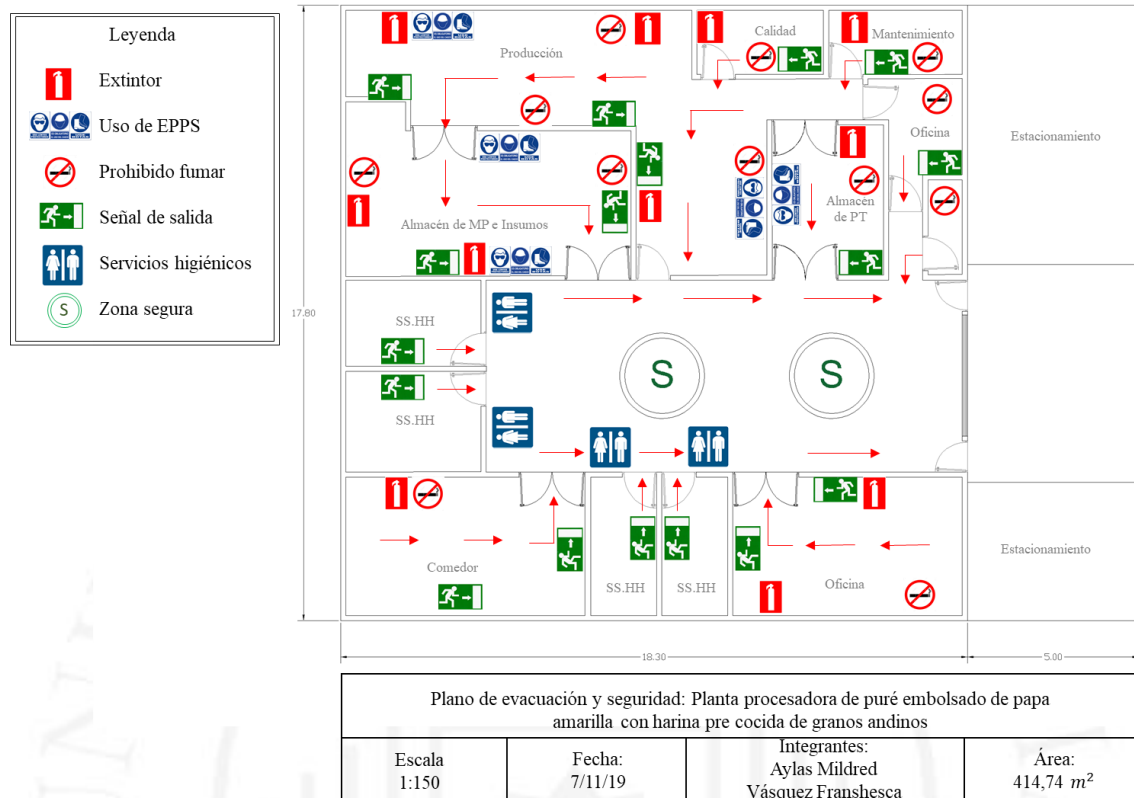 Leyenda
Extintor
Uso de EPPS
Prohibido fumar
Señal de salida
Servicios higiénicos
S Zona segura
Producción
Calidad
Mantenimiento
Oficina
Estacionamiento
Almacén de MP e Insumos
Almacén
de PT
17.80
SS.HH
SS.HH
S
S
Comedor
SS.HH
SS.HH
Oficina
Estacionamiento
18.30
5.00
Plano de evacuación y seguridad: Planta procesadora de puré embolsado de papa
amarilla con harina pre cocida de granos andinos
Escala
1:150
Fecha:
7/11/19
Integrantes:
Aylas Mildred
Vásquez Franshesca
Área:
414,74 m²